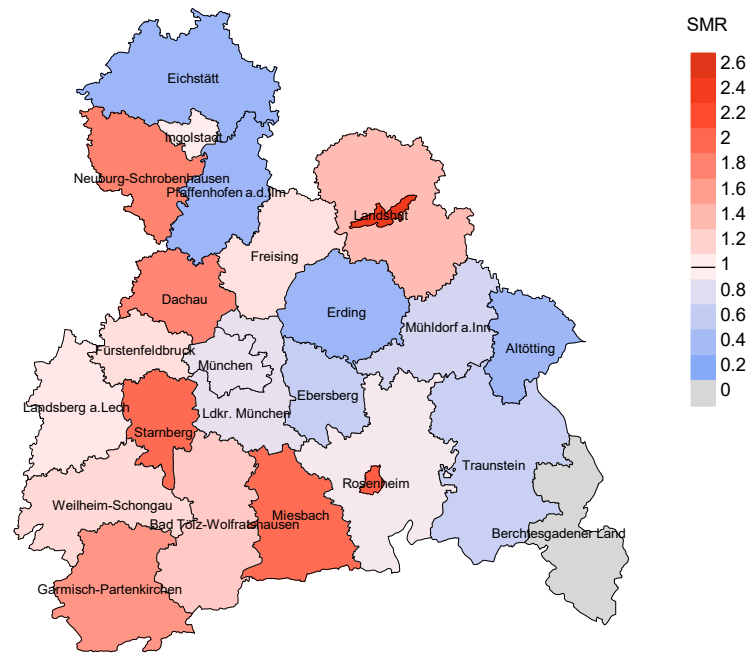 SMR
2.6
2.4
2.2
2
1.8
1.6
1.4
1.2
1
0.8
0.6
0.4
0.2
0
Eichstätt
Ingolstadt
Neuburg-Schrobenhausen
Pfaffenhofen a.d.Ilm
Landshut
Freising
Dachau
Erding
Mühldorf a.Inn
Altötting
Fürstenfeldbruck
München
Ebersberg
Landsberg a.Lech
Ldkr. München
Starnberg
Traunstein
Rosenheim
Weilheim-Schongau
Miesbach
Bad Tölz-Wolfratshausen
Berchtesgadener Land
Garmisch-Partenkirchen